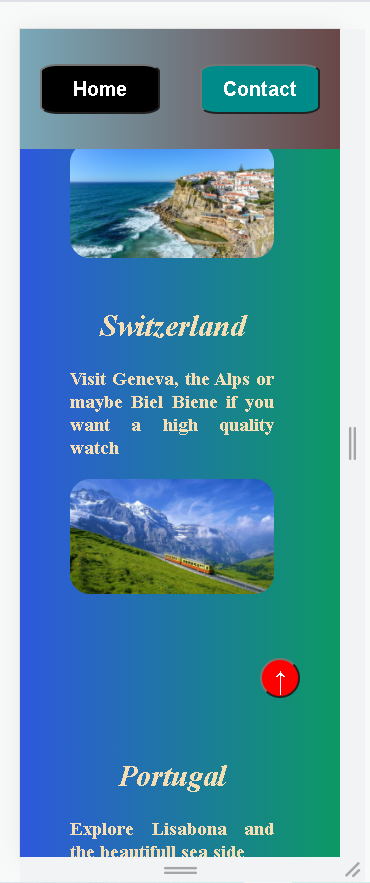 Home Contact
Switzerland
Visit Geneva, the Alps or
maybe Biel Biene if you
want a high quality
watch
↑
Portugal
Explore Lisabona and
the beautifull sea side